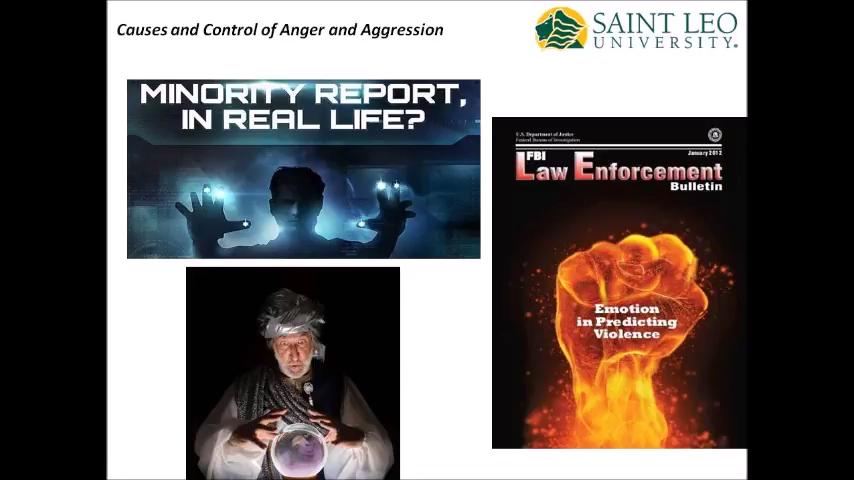 Causes and Control of Anger and Aggression
SAINT LEO
UNIVERSITY.
MINORITY REPORT,
IN REAL LIFE?
U.S. Department of Justice
Federal Bureau of Investigation
January 2012
FBI
Law Enforcement
Bulletin
Emotion
in Predicting
Violence